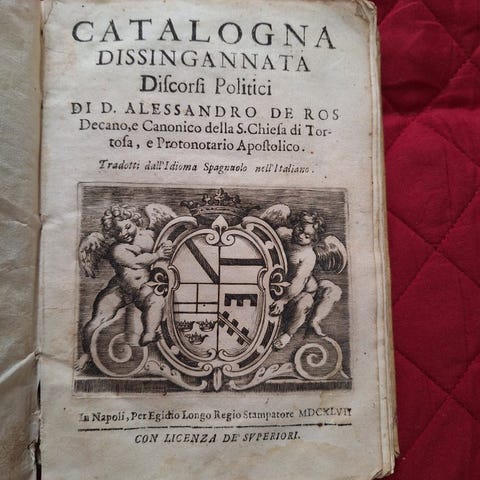 CATALOGNA
DISSINGANNATA
Diſcorſi Politici
DI D. ALESSANDRO DE ROS
Decano, e Canonico della S. Chieſa di Tor-
toſa, e Protonotario Apoſtolico.
Tradotti dall'Idioma Spagnuolo nell'Italiano.
In Napoli, Per Egidio Longo Regio Stampatore MDCXLVII
CON LICENZA DE' SVPERIORI.